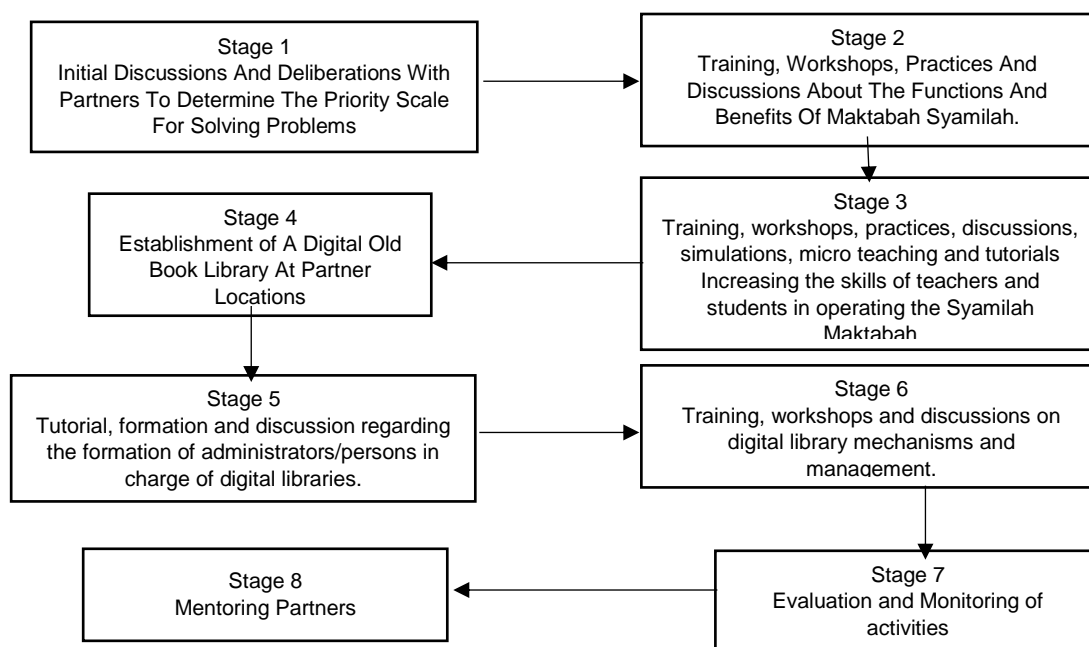 Stage 1
Initial Discussions And Deliberations With
Partners To Determine The Priority Scale
For Solving Problems
Stage 2
Training, Workshops, Practices And
Discussions About The Functions And
Benefits Of Maktabah Syamilah.
Stage 3
Training, workshops, practices, discussions,
simulations, micro teaching and tutorials
Increasing the skills of teachers and
students in operating the Syamilah
Maktabah
Stage 4
Establishment of A Digital Old
Book Library At Partner
Locations
Stage 5
Tutorial, formation and discussion regarding
the formation of administrators/persons in
charge of digital libraries.
Stage 6
Training, workshops and discussions on
digital library mechanisms and
management.
Stage 7
Evaluation and Monitoring of
activities
Stage 8
Mentoring Partners